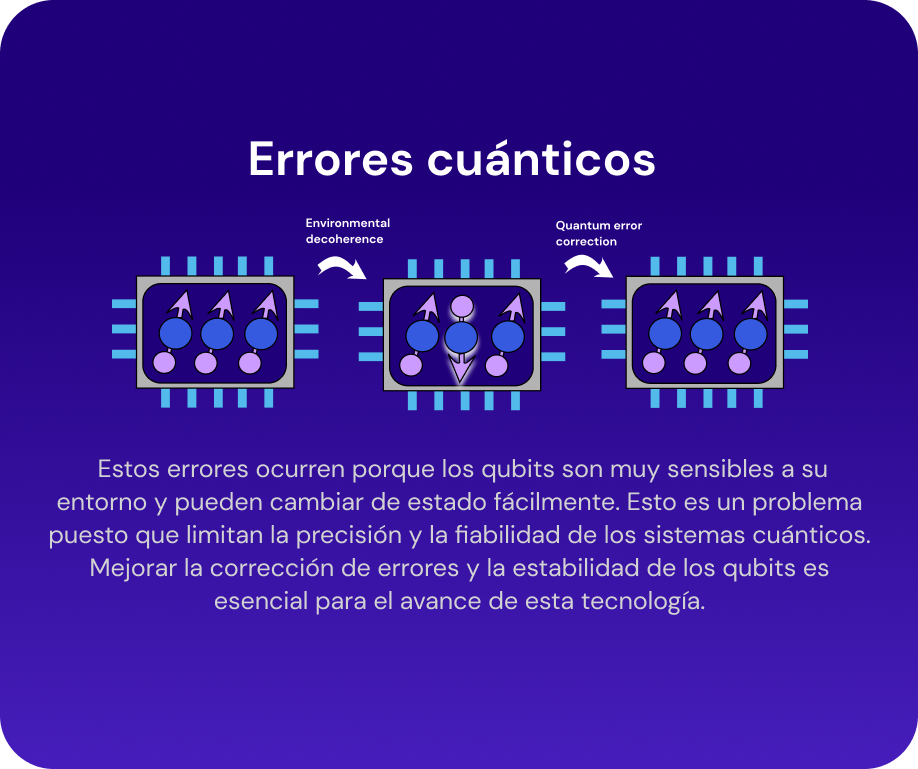 Errores cuánticos
Environmental
decoherence
Quantum error
correction
Estos errores ocurren porque los qubits son muy sensibles a su
entorno y pueden cambiar de estado fácilmente. Esto es un problema
puesto que limitan la precisión y la fiabilidad de los sistemas cuánticos.
Mejorar la corrección de errores y la estabilidad de los qubits es
esencial para el avance de esta tecnología.